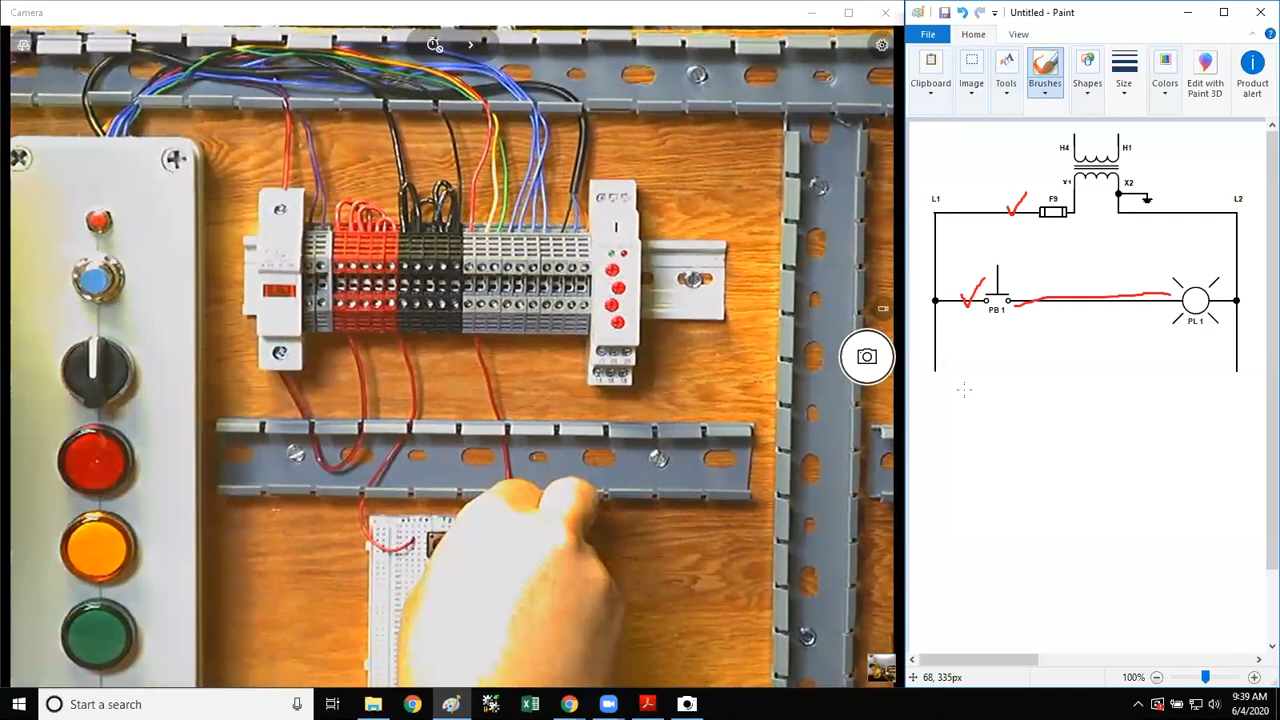 Camera
Untitled - Paint
File
Home
View
Clipboard
Image
Tools
Brushes
Shapes
Size
Colors
Edit with
Paint 3D
Product
alert
H4
H1
X1
X2
L1
F9
L2
PB 1
PL 1
68, 335px
100%
Start a search
9:39 AM
6/4/2020